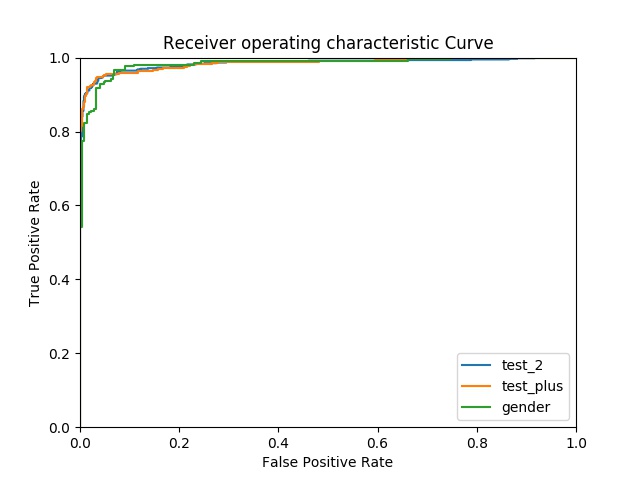 Receiver operating characteristic Curve
1.0
0.8
0.6
0.4
0.2
0.0
True Positive Rate
test_2
test_plus
gender
0.0 0.2 0.4 0.6 0.8 1.0
False Positive Rate